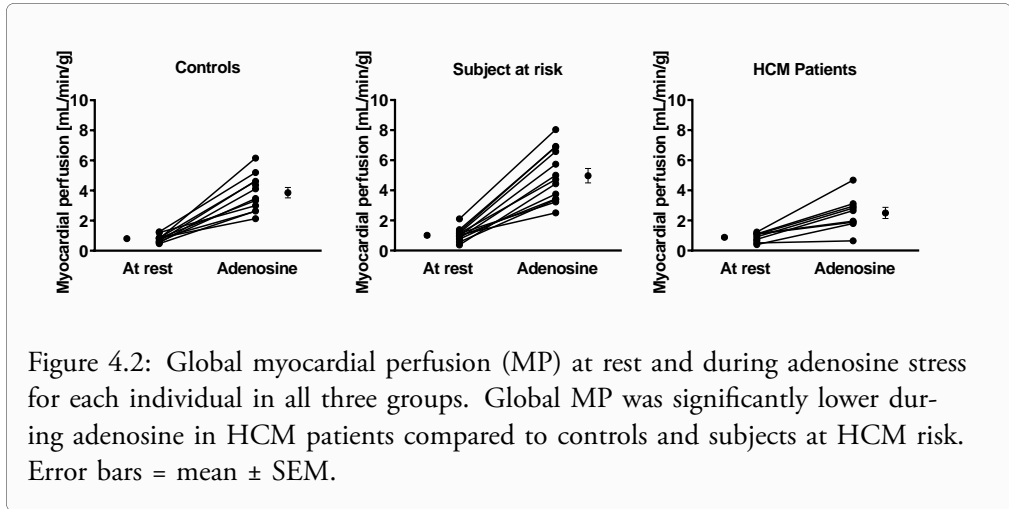 Controls
Myocardial perfusion [mL/min/g]
10
8
6
4
2
0
At rest Adenosine
Subject at risk
Myocardial perfusion [mL/min/g]
10
8
6
4
2
0
At rest Adenosine
HCM Patients
Myocardial perfusion [mL/min/g]
10
8
6
4
2
0
At rest Adenosine
Figure 4.2: Global myocardial perfusion (MP) at rest and during adenosine stress
for each individual in all three groups. Global MP was significantly lower dur-
ing adenosine in HCM patients compared to controls and subjects at HCM risk.
Error bars = mean ± SEM.